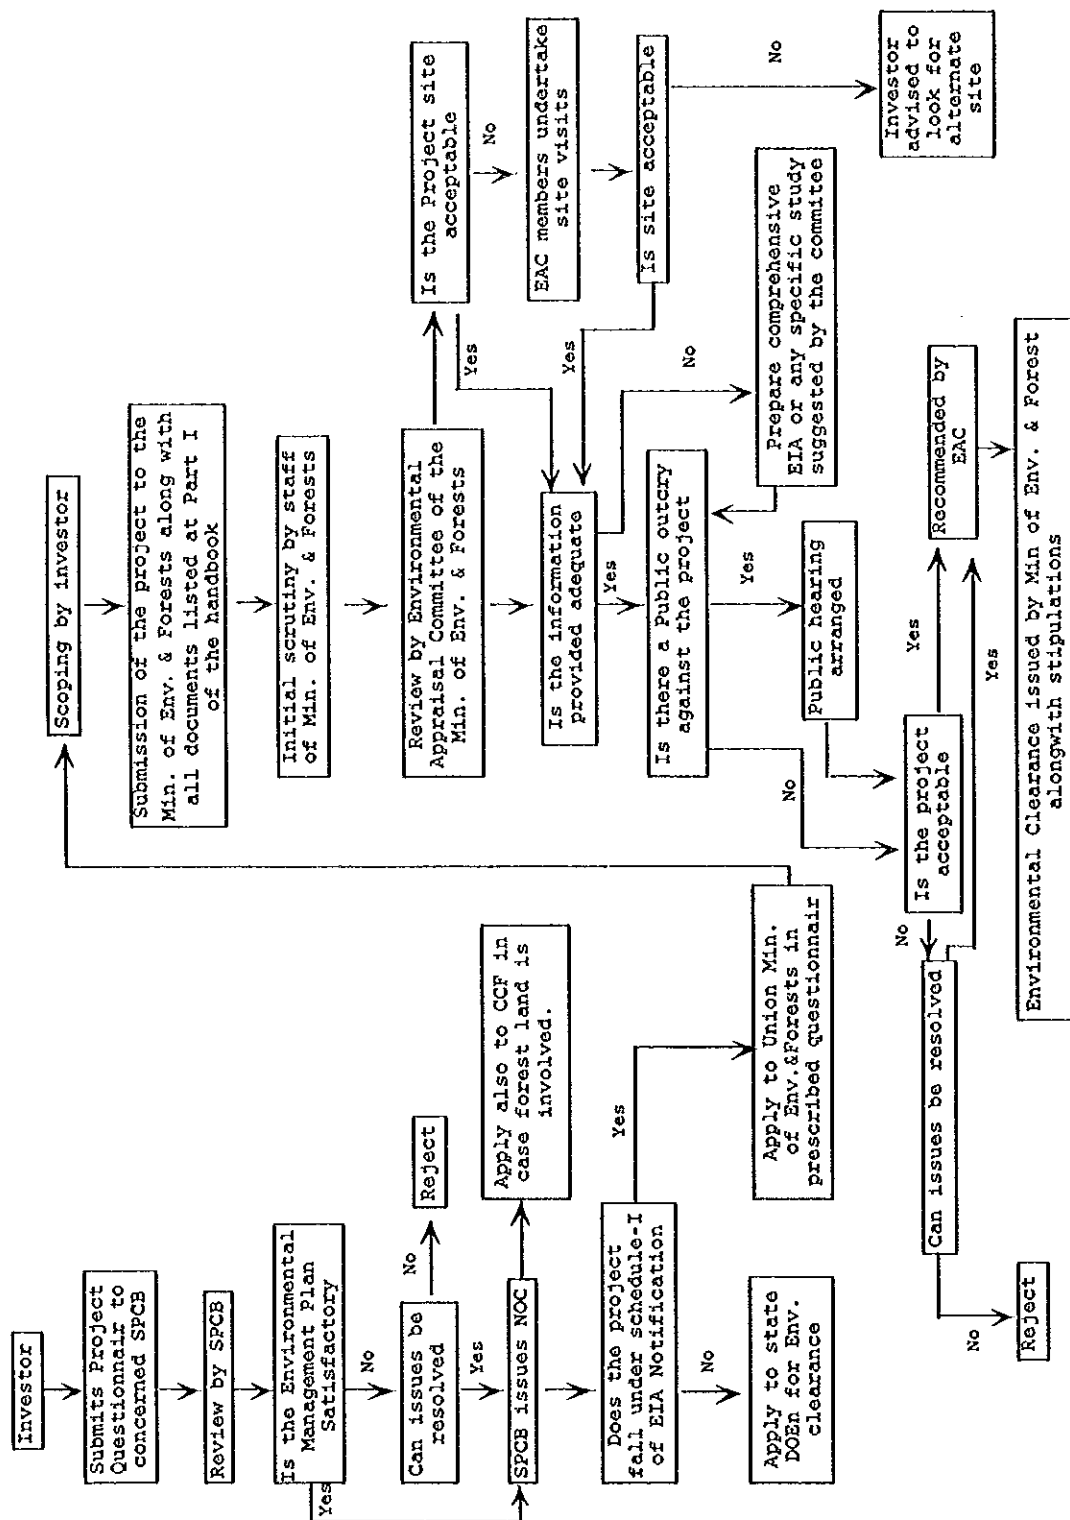 Investor
Submits Project
Questionnair to
concerned SPCB
Review by SPCB
Is the Environmental
Management Plan
Satisfactory
Yes
No
Can issues be
resolved
No
Reject
Yes
SPCB issues NOC
Apply also to CCF in
case forest land is
involved.
Does the project
fall under schedule-I
of EIA Notification
Yes
No
Apply to state
DOEn for Env.
clearance
Apply to Union Min.
of Env.&Forests in
prescribed questionnair
Scoping by investor
Submission of the project to the
Min. of Env. & Forests along with
all documents listed at Part I
of the handbook
Initial scrutiny by staff
of Min. of Env. & Forests
Review by Environmental
Appraisal Committee of the
Min. of Env. & Forests
Is the Project site
acceptable
Yes
No
EAC members undertake
site visits
Is site acceptable
Yes
No
Investor
advised to
look for
alternate
site
Is the information
provided adequate
Yes
No
Prepare comprehensive
EIA or any specific study
suggested by the commitee
Is there a Public outcry
against the project
No
Yes
Public hearing
arranged
Is the project
acceptable
No
Yes
Recommended by
EAC
Can issues be resolved
Yes
No
Reject
Environmental Clearance issued by Min of Env. & Forest
alongwith stipulations